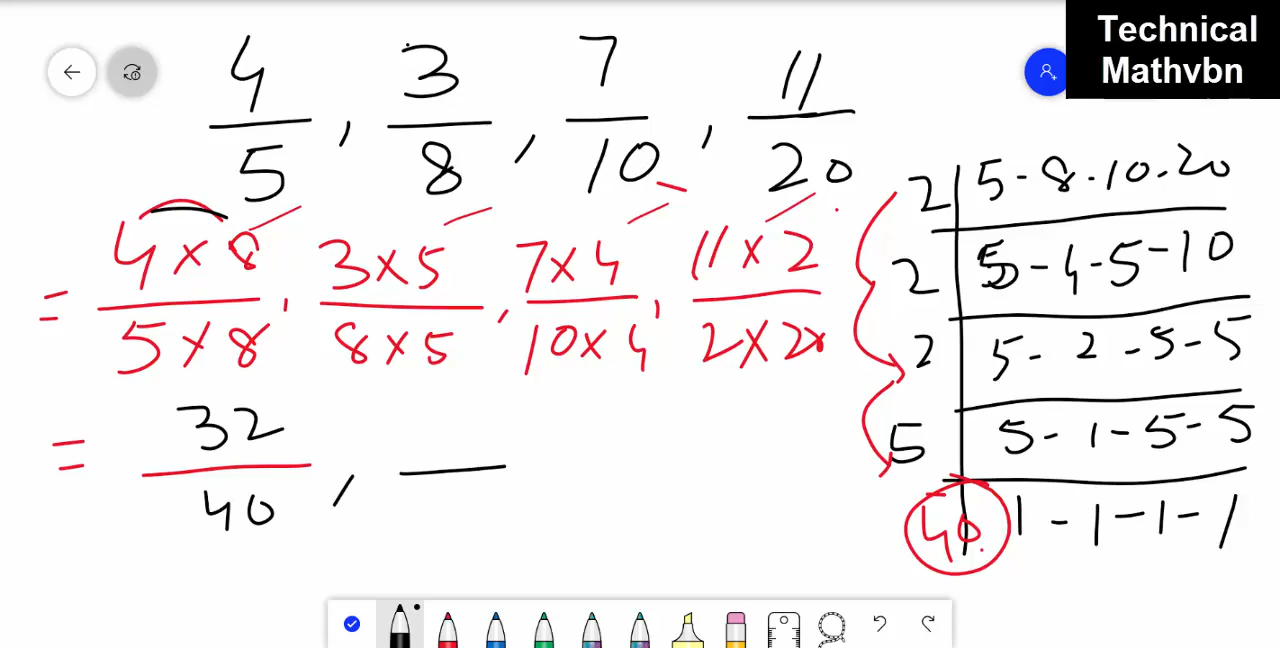 Technical
Mathvbn
4/5, 3/8, 7/10, 11/20
= 4×8/5×8, 3×5/8×5, 7×4/10×4, 11×2/2×2×
= 32/40,
2 | 5-8-10-20
2 | 5-4-5-10
2 | 5-2-5-5
5 | 5-1-5-5
40. | 1-1-1-1